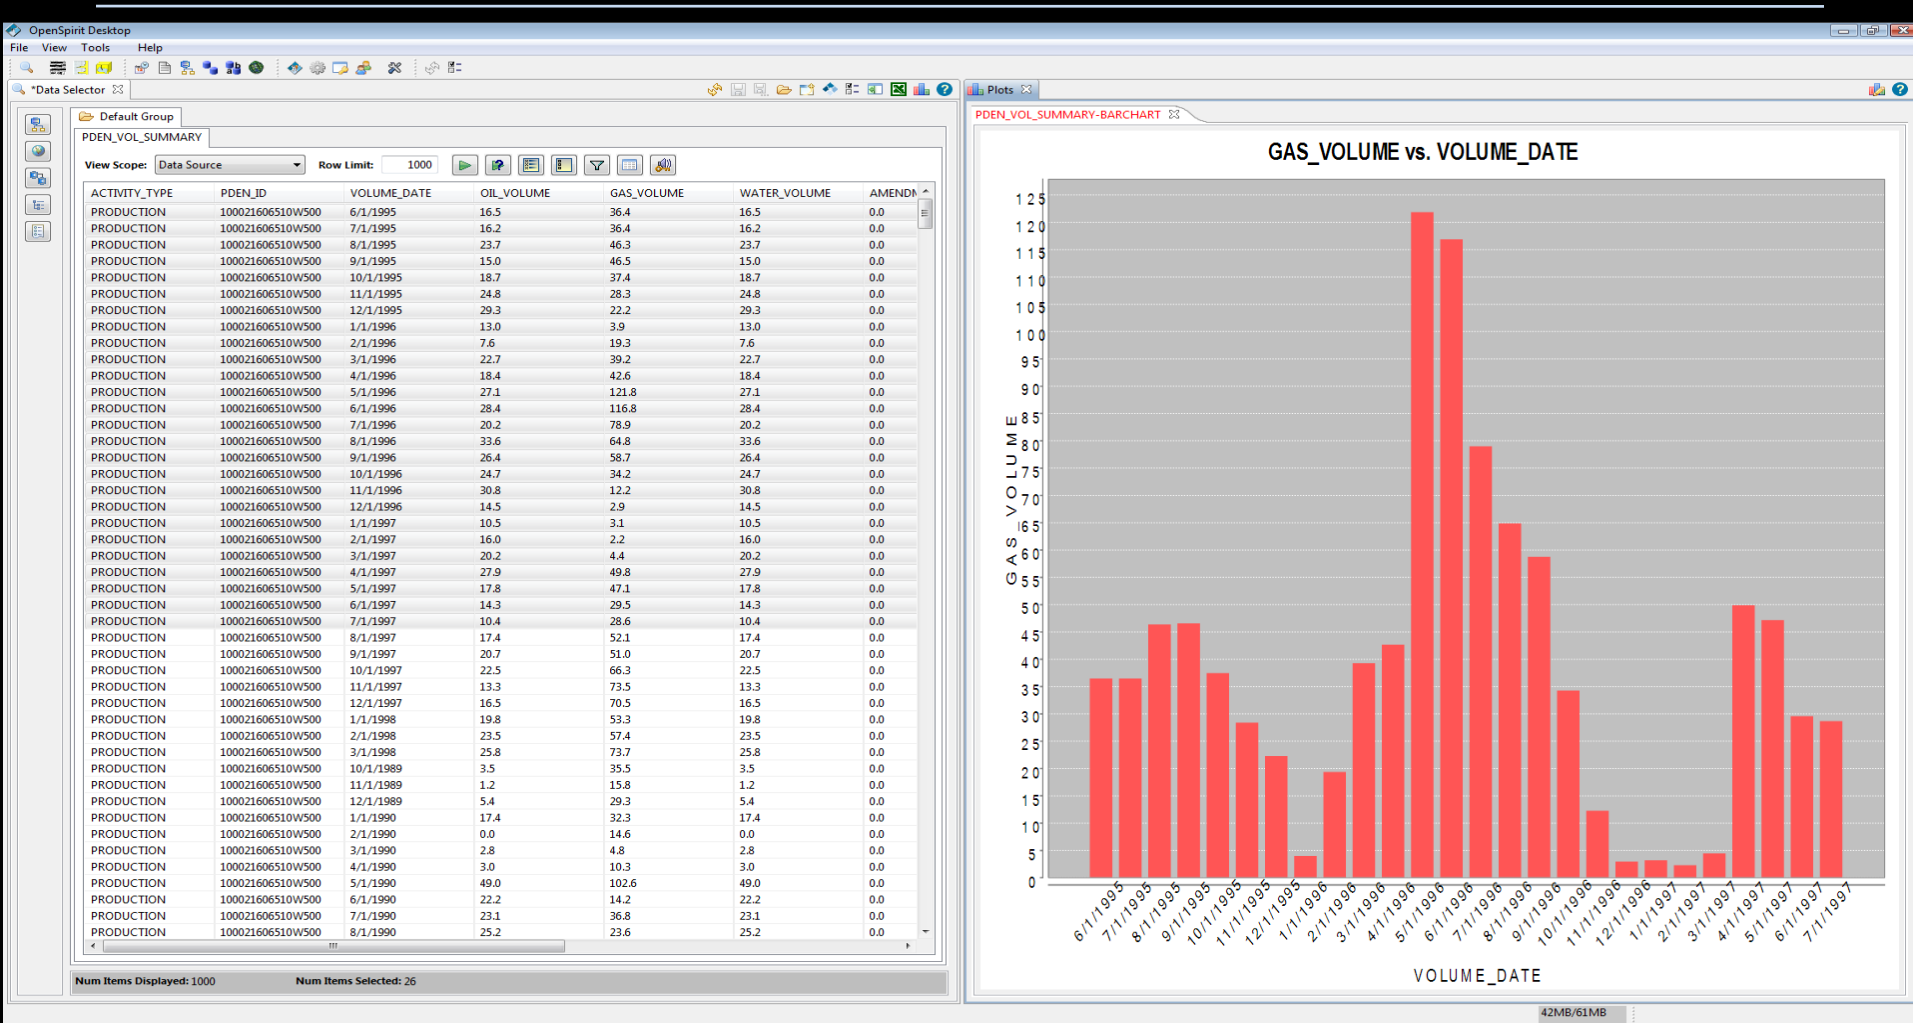 OpenSpirit Desktop
File View Tools Help
*Data Selector
Default Group
PDEN_VOL_SUMMARY
View Scope: Data Source Row Limit: 1000
ACTIVITY_TYPE PDEN_ID VOLUME_DATE OIL_VOLUME GAS_VOLUME WATER_VOLUME AMENDM
PRODUCTION 100021606510W500 6/1/1995 16.5 36.4 16.5 0.0
PRODUCTION 100021606510W500 7/1/1995 16.2 36.4 16.2 0.0
PRODUCTION 100021606510W500 8/1/1995 23.7 46.3 23.7 0.0
PRODUCTION 100021606510W500 9/1/1995 15.0 46.5 15.0 0.0
PRODUCTION 100021606510W500 10/1/1995 18.7 37.4 18.7 0.0
PRODUCTION 100021606510W500 11/1/1995 24.8 28.3 24.8 0.0
PRODUCTION 100021606510W500 12/1/1995 29.3 22.2 29.3 0.0
PRODUCTION 100021606510W500 1/1/1996 13.0 3.9 13.0 0.0
PRODUCTION 100021606510W500 2/1/1996 7.6 19.3 7.6 0.0
PRODUCTION 100021606510W500 3/1/1996 22.7 39.2 22.7 0.0
PRODUCTION 100021606510W500 4/1/1996 18.4 42.6 18.4 0.0
PRODUCTION 100021606510W500 5/1/1996 27.1 121.8 27.1 0.0
PRODUCTION 100021606510W500 6/1/1996 28.4 116.8 28.4 0.0
PRODUCTION 100021606510W500 7/1/1996 20.2 78.9 20.2 0.0
PRODUCTION 100021606510W500 8/1/1996 33.6 64.8 33.6 0.0
PRODUCTION 100021606510W500 9/1/1996 26.4 58.7 26.4 0.0
PRODUCTION 100021606510W500 10/1/1996 24.7 34.2 24.7 0.0
PRODUCTION 100021606510W500 11/1/1996 30.8 12.2 30.8 0.0
PRODUCTION 100021606510W500 12/1/1996 14.5 2.9 14.5 0.0
PRODUCTION 100021606510W500 1/1/1997 10.5 3.1 10.5 0.0
PRODUCTION 100021606510W500 2/1/1997 16.0 2.2 16.0 0.0
PRODUCTION 100021606510W500 3/1/1997 20.2 4.4 20.2 0.0
PRODUCTION 100021606510W500 4/1/1997 27.9 49.8 27.9 0.0
PRODUCTION 100021606510W500 5/1/1997 17.8 47.1 17.8 0.0
PRODUCTION 100021606510W500 6/1/1997 14.3 29.5 14.3 0.0
PRODUCTION 100021606510W500 7/1/1997 10.4 28.6 10.4 0.0
PRODUCTION 100021606510W500 8/1/1997 17.4 52.1 17.4 0.0
PRODUCTION 100021606510W500 9/1/1997 20.7 51.0 20.7 0.0
PRODUCTION 100021606510W500 10/1/1997 22.5 66.3 22.5 0.0
PRODUCTION 100021606510W500 11/1/1997 13.3 73.5 13.3 0.0
PRODUCTION 100021606510W500 12/1/1997 16.5 70.5 16.5 0.0
PRODUCTION 100021606510W500 1/1/1998 19.8 53.3 19.8 0.0
PRODUCTION 100021606510W500 2/1/1998 23.5 57.4 23.5 0.0
PRODUCTION 100021606510W500 3/1/1998 25.8 73.7 25.8 0.0
PRODUCTION 100021606510W500 10/1/1989 3.5 35.5 3.5 0.0
PRODUCTION 100021606510W500 11/1/1989 1.2 15.8 1.2 0.0
PRODUCTION 100021606510W500 12/1/1989 5.4 29.3 5.4 0.0
PRODUCTION 100021606510W500 1/1/1990 17.4 32.3 17.4 0.0
PRODUCTION 100021606510W500 2/1/1990 0.0 14.6 0.0 0.0
PRODUCTION 100021606510W500 3/1/1990 2.8 4.8 2.8 0.0
PRODUCTION 100021606510W500 4/1/1990 3.0 10.3 3.0 0.0
PRODUCTION 100021606510W500 5/1/1990 49.0 102.6 49.0 0.0
PRODUCTION 100021606510W500 6/1/1990 22.2 14.2 22.2 0.0
PRODUCTION 100021606510W500 7/1/1990 23.1 36.8 23.1 0.0
PRODUCTION 100021606510W500 8/1/1990 25.2 23.6 25.2 0.0
Num Items Displayed: 1000 Num Items Selected: 26
Plots
PDEN_VOL_SUMMARY-BARCHART
GAS_VOLUME vs. VOLUME_DATE
125
120
115
110
105
100
95
90
85
80
75
70
65
60
55
50
45
40
35
30
25
20
15
10
5
0
GAS_VOLUME
6/1/1995 7/1/1995 8/1/1995 9/1/1995 10/1/1995 11/1/1995 12/1/1995 1/1/1996 2/1/1996 3/1/1996 4/1/1996 5/1/1996 6/1/1996 7/1/1996 8/1/1996 9/1/1996 10/1/1996 11/1/1996 12/1/1996 1/1/1997 2/1/1997 3/1/1997 4/1/1997 5/1/1997 6/1/1997 7/1/1997
VOLUME_DATE
42MB/61MB